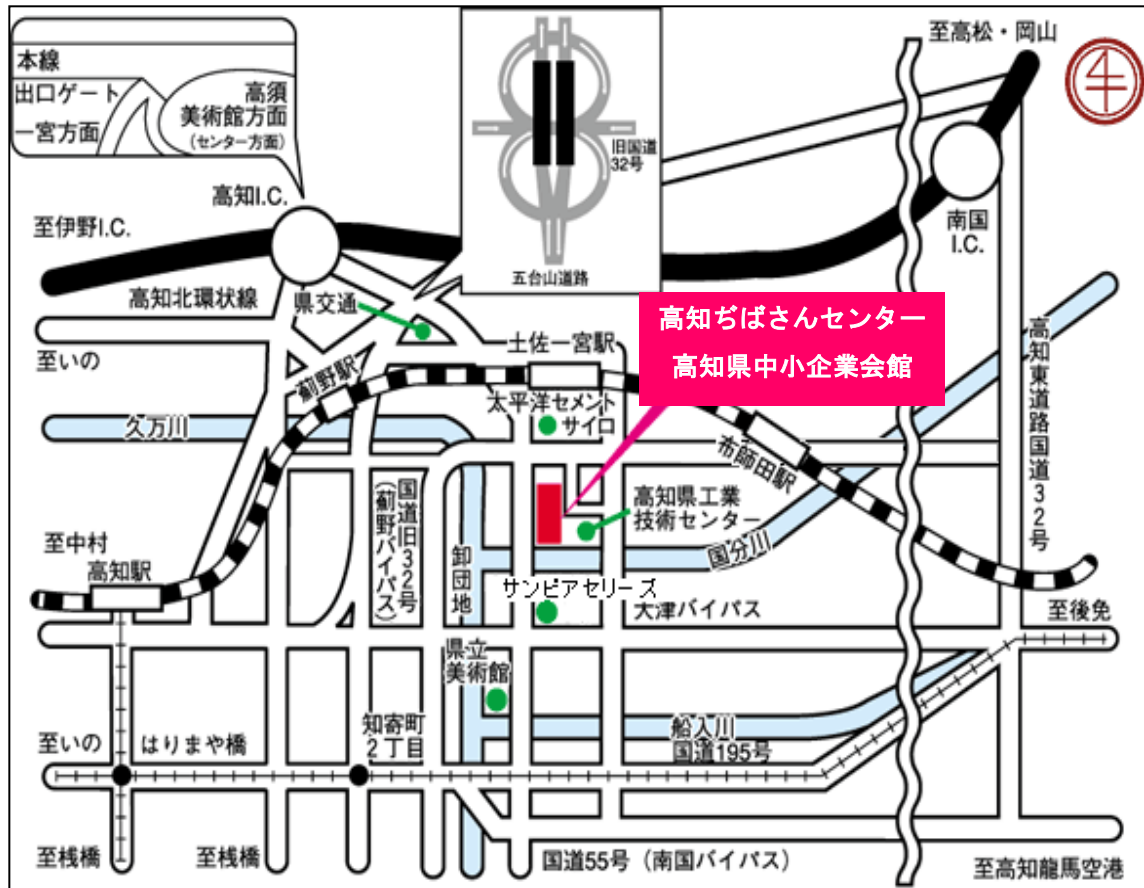 本線
出口ゲート
一宮方面
高須
美術館方面
(センター方面)
旧国道
32号
五台山道路
至高松・岡山
高知I.C.
至伊野I.C.
南国
I.C.
高知北環状線
県交通
至いの
高知ぢばさんセンター
高知県中小企業会館
高知東道路国道32号
土佐一宮駅
薊野駅
太平洋セメント
サイロ
久万川
布師田駅
国道旧32号
(薊野バイパス)
高知県工業
技術センター
至中村
高知駅
卸団地
国分川
サンピアセリーズ
大津バイパス
至後免
県立
美術館
至いの
はりまや橋
知寄町
2丁目
船入川
国道195号
至桟橋
至桟橋
国道55号（南国バイパス）
至高知龍馬空港